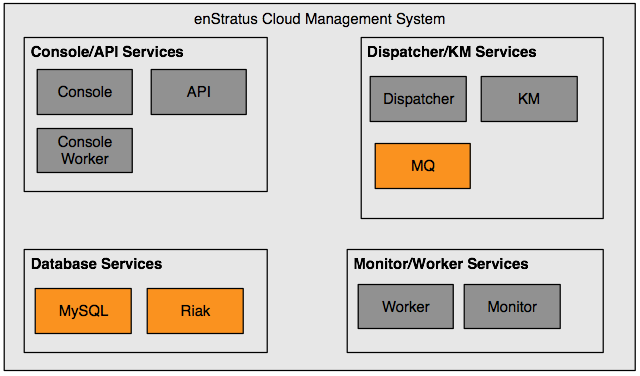 enStratus Cloud Management System
Console/API Services
Console
API
Console
Worker
Dispatcher/KM Services
Dispatcher
KM
MQ
Database Services
MySQL
Riak
Monitor/Worker Services
Worker
Monitor